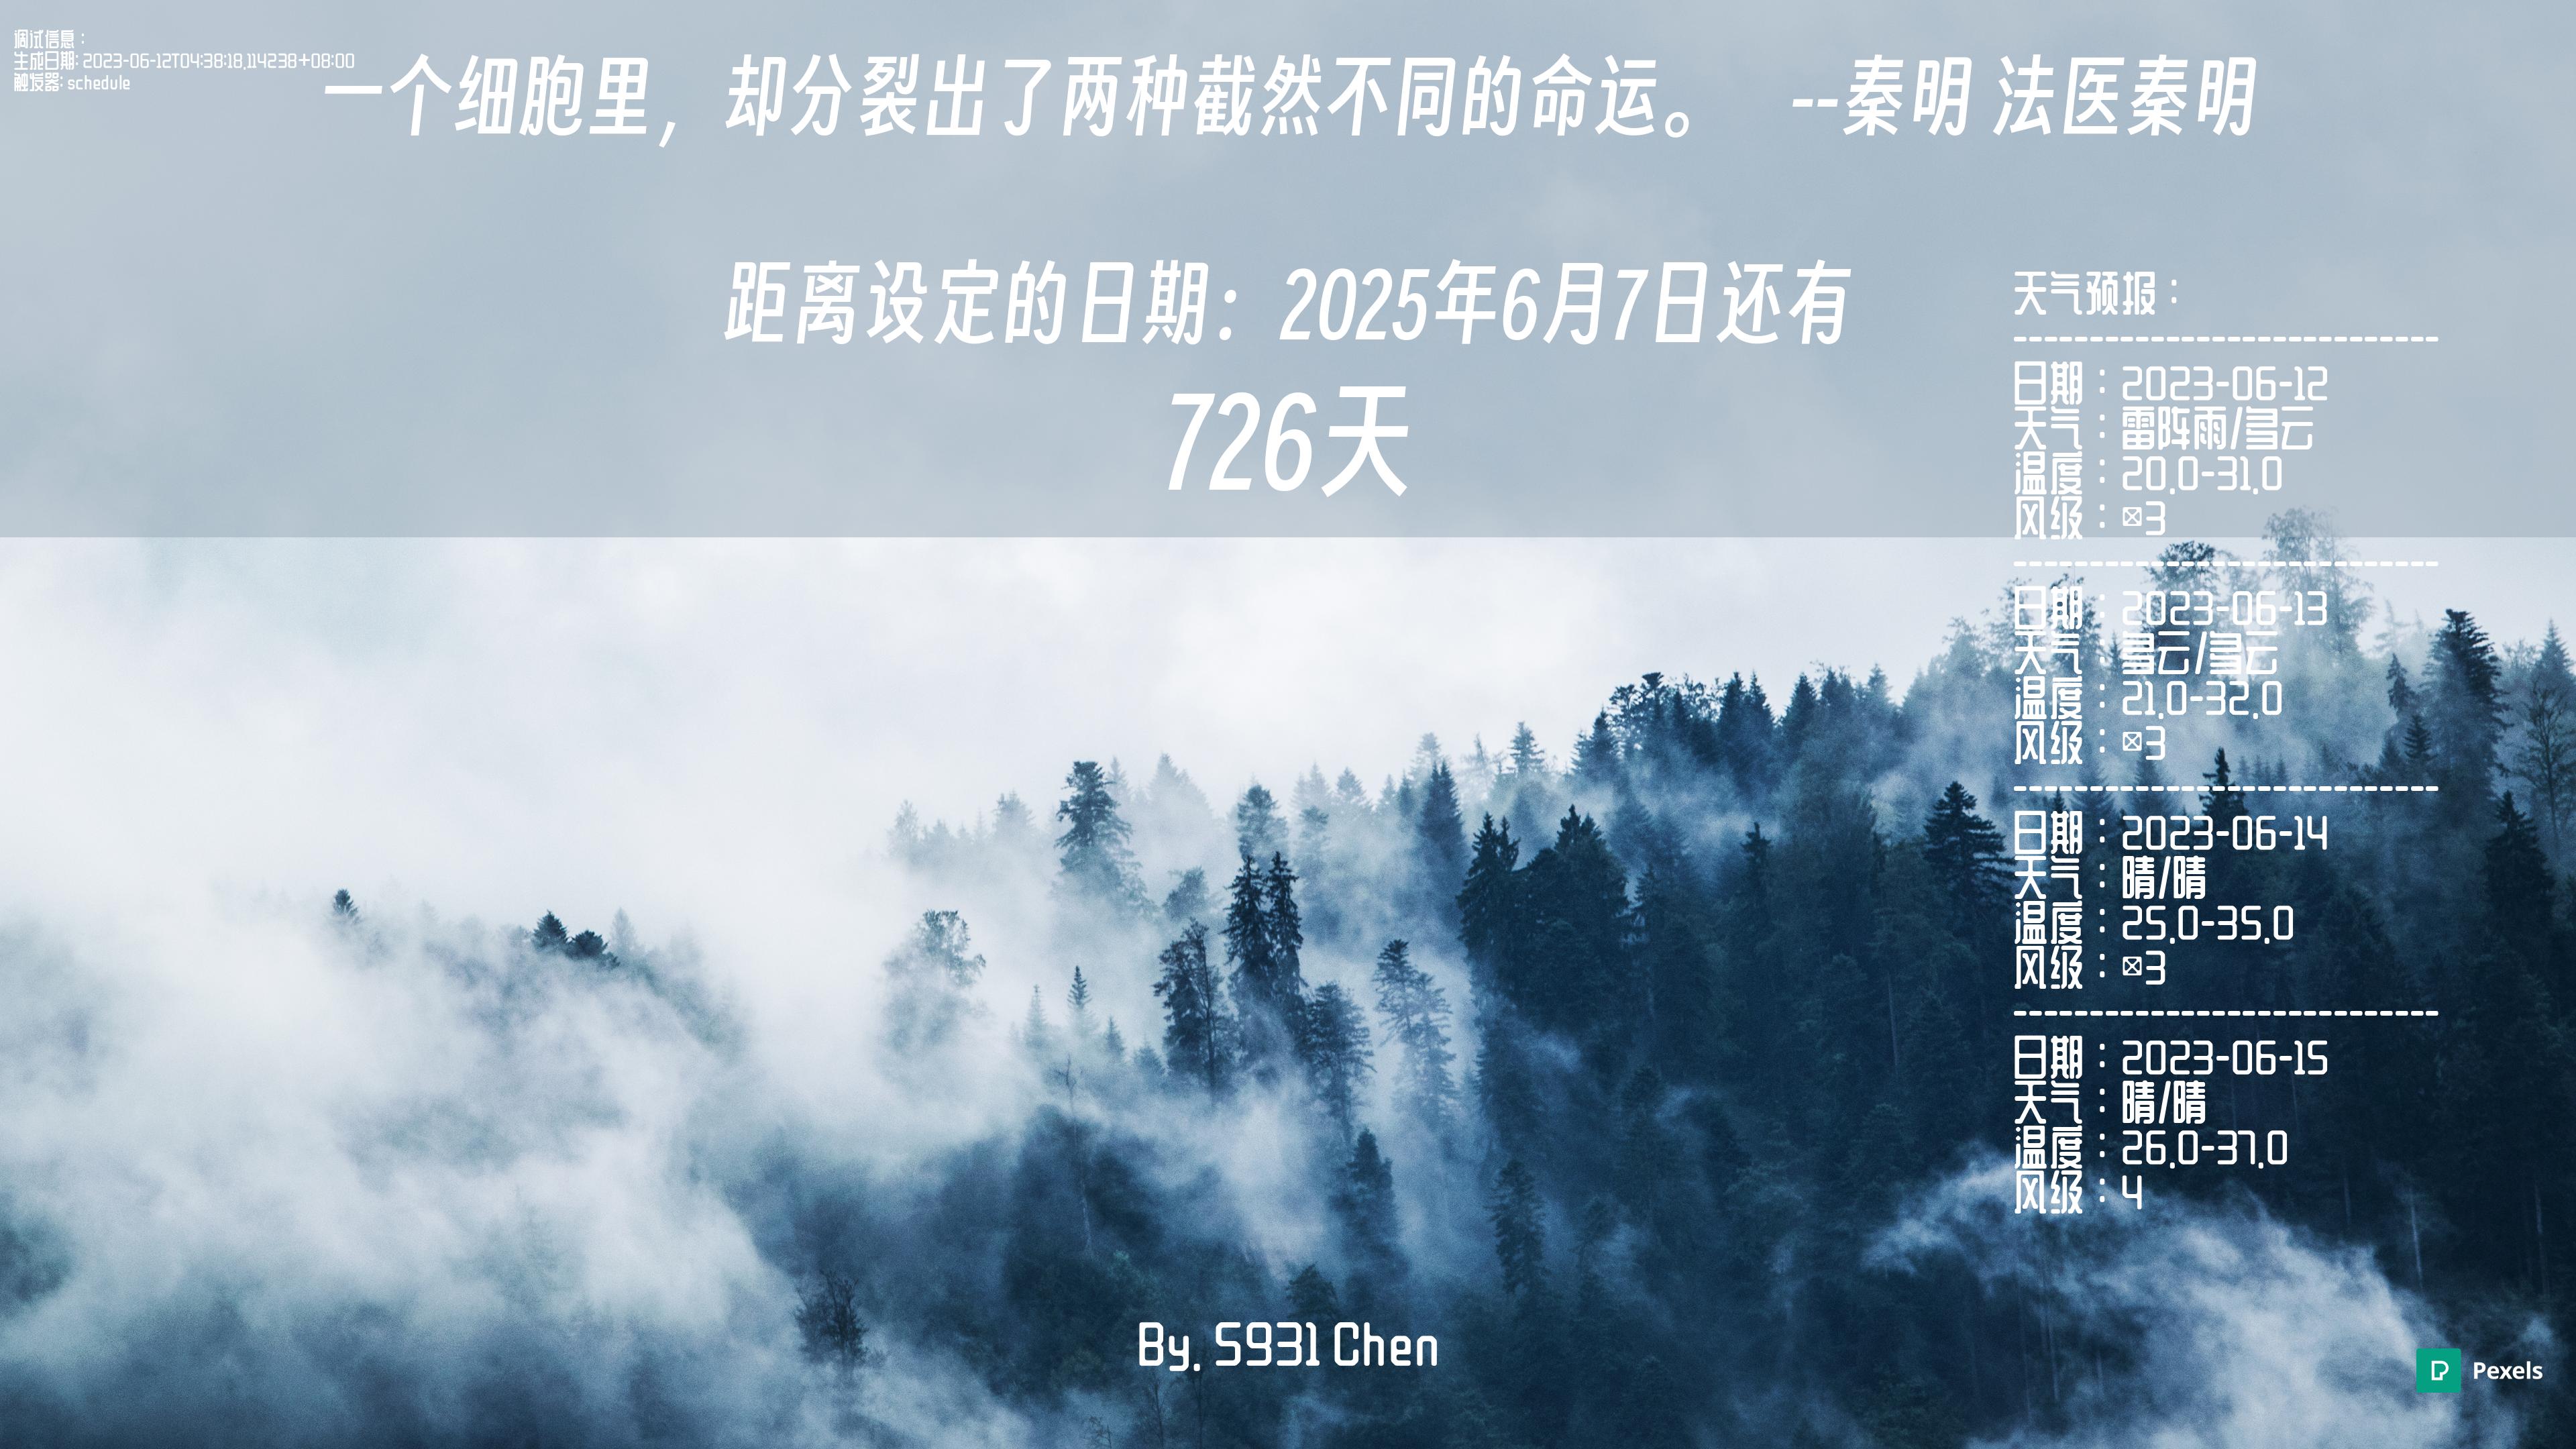 调试信息：
生成日期: 2023-06-12T04:38:18.114238+08:00
触发器: schedule
一个细胞里，却分裂出了两种截然不同的命运。 --秦明 法医秦明
距离设定的日期：2025年6月7日还有
726天
天气预报：
----------------------------
日期：2023-06-12
天气：雷阵雨/多云
温度：20.0-31.0
风级：☒3
----------------------------
日期：2023-06-13
天气：多云/多云
温度：21.0-32.0
风级：☒3
----------------------------
日期：2023-06-14
天气：晴/晴
温度：25.0-35.0
风级：☒3
----------------------------
日期：2023-06-15
天气：晴/晴
温度：26.0-37.0
风级：4
By. S931 Chen
Pexels